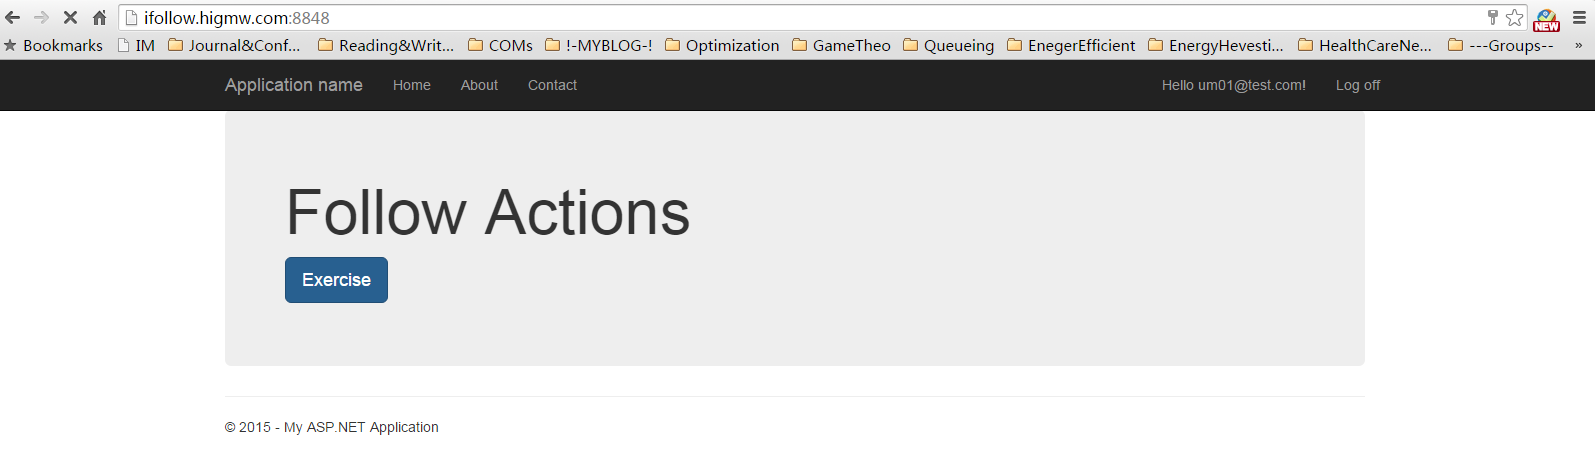 ifollow.higmw.com:8848
NEW
Bookmarks IM Journal&Conf... Reading&Writ... COMs !-MYBLOG-! Optimization GameTheo Queueing EnegerEfficient EnergyHevesti... HealthCareNe... ---Groups-- »
Application name Home About Contact Hello um01@test.com! Log off
Follow Actions
Exercise
© 2015 - My ASP.NET Application